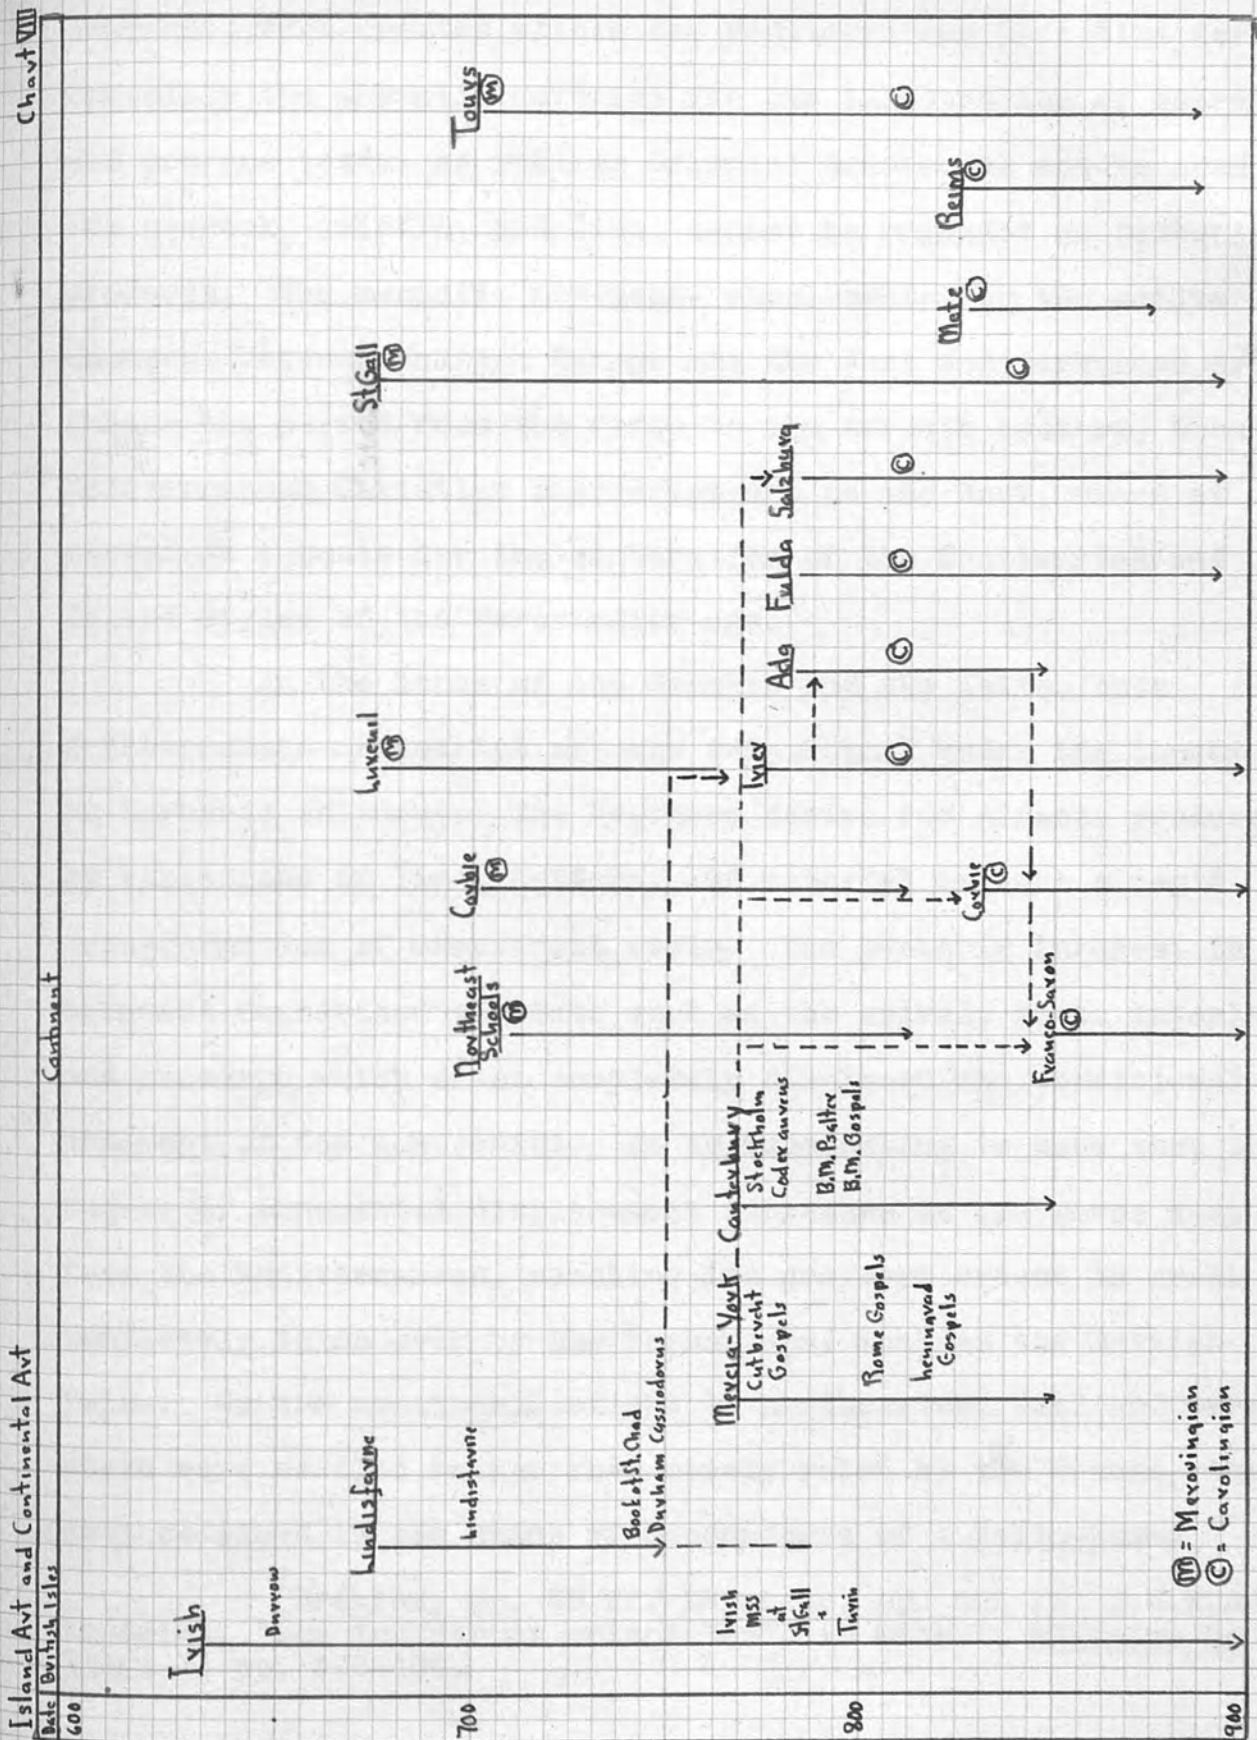 Island Art and Continental Art
Chart VIII
Date
British Isles
Continent
600
700
800
900
Irish
Durrow
Irish
MSS
at
St Gall
+
Turin
Lindisfarne
Lindisfarne
Book of St. Chad
Durham Cassiodorus
Mercia-York
Cutbercht
Gospels
Rome Gospels
Leningrad
Gospels
Canterbury
Stockholm
Codex aureus
B.M. Psalter
B.M. Gospels
Northeast
Schools
M
Franco-Saxon
C
Corbie
M
Corbie
C
Luxeuil
M
Trier
C
Ada
C
Fulda
C
Salzburg
C
St Gall
M
C
Metz
C
Reims
C
Tours
M
C
M = Merovingian
C = Carolingian